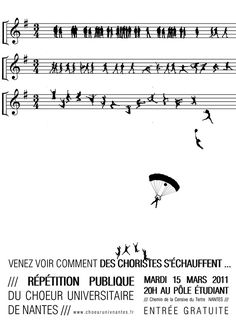 VENEZ VOIR COMMENT DES CHORISTES S'ÉCHAUFFENT ...
/// RÉPÉTITION PUBLIQUE
DU CHOEUR UNIVERSITAIRE
DE NANTES ///
www.choeurunivnantes.fr
MARDI 15 MARS 2011
20H AU PÔLE ÉTUDIANT
/// Chemin de la Censive du Tertre NANTES ///
ENTRÉE GRATUITE